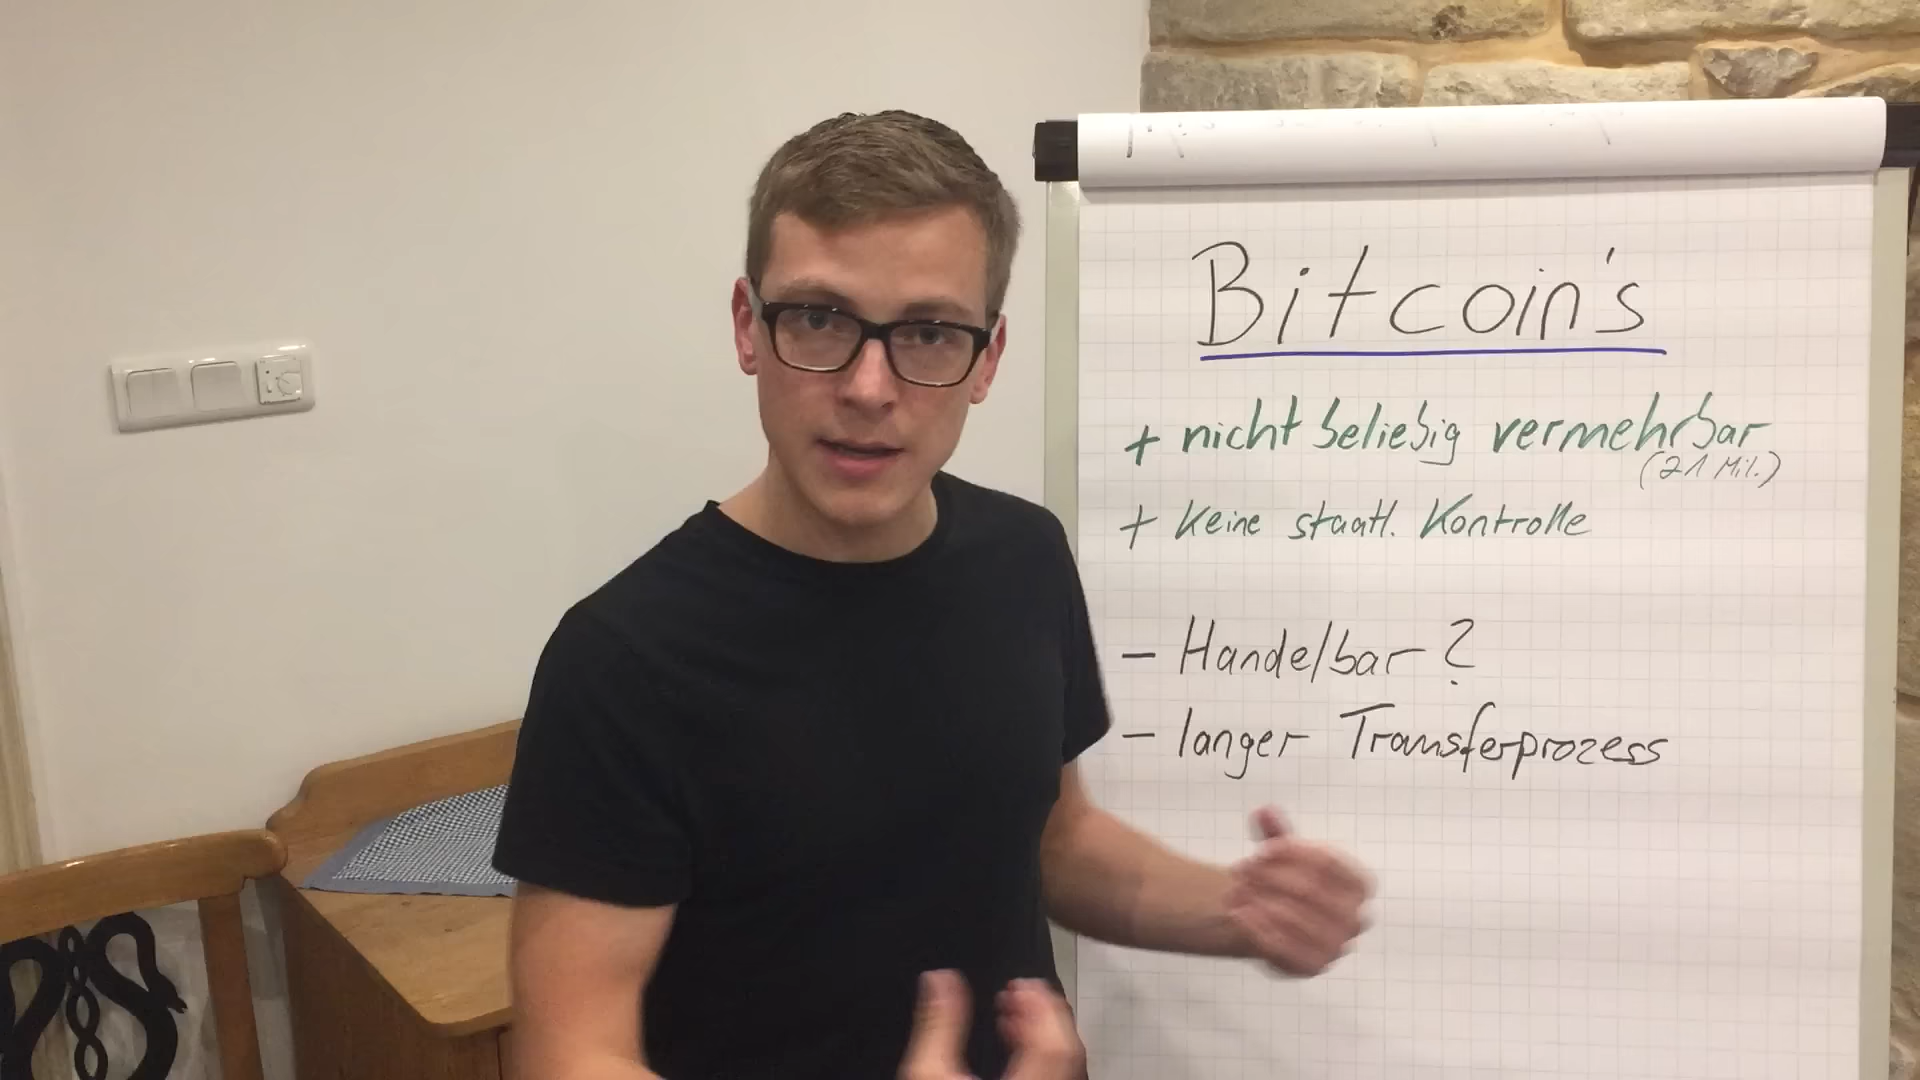 Bitcoin's
+ nicht beliebig vermehrbar
(21 Mil.)
+ Keine staatl. Kontrolle
- Handelbar?
- langer Transferprozess